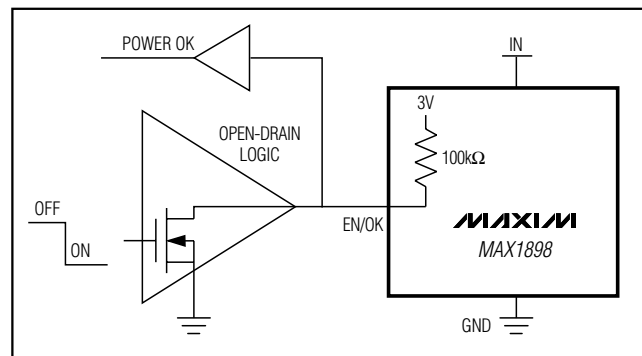 POWER OK
IN
3V
OPEN-DRAIN
LOGIC
100kΩ
OFF
ON
EN/OK
MAXIM
MAX1898
GND